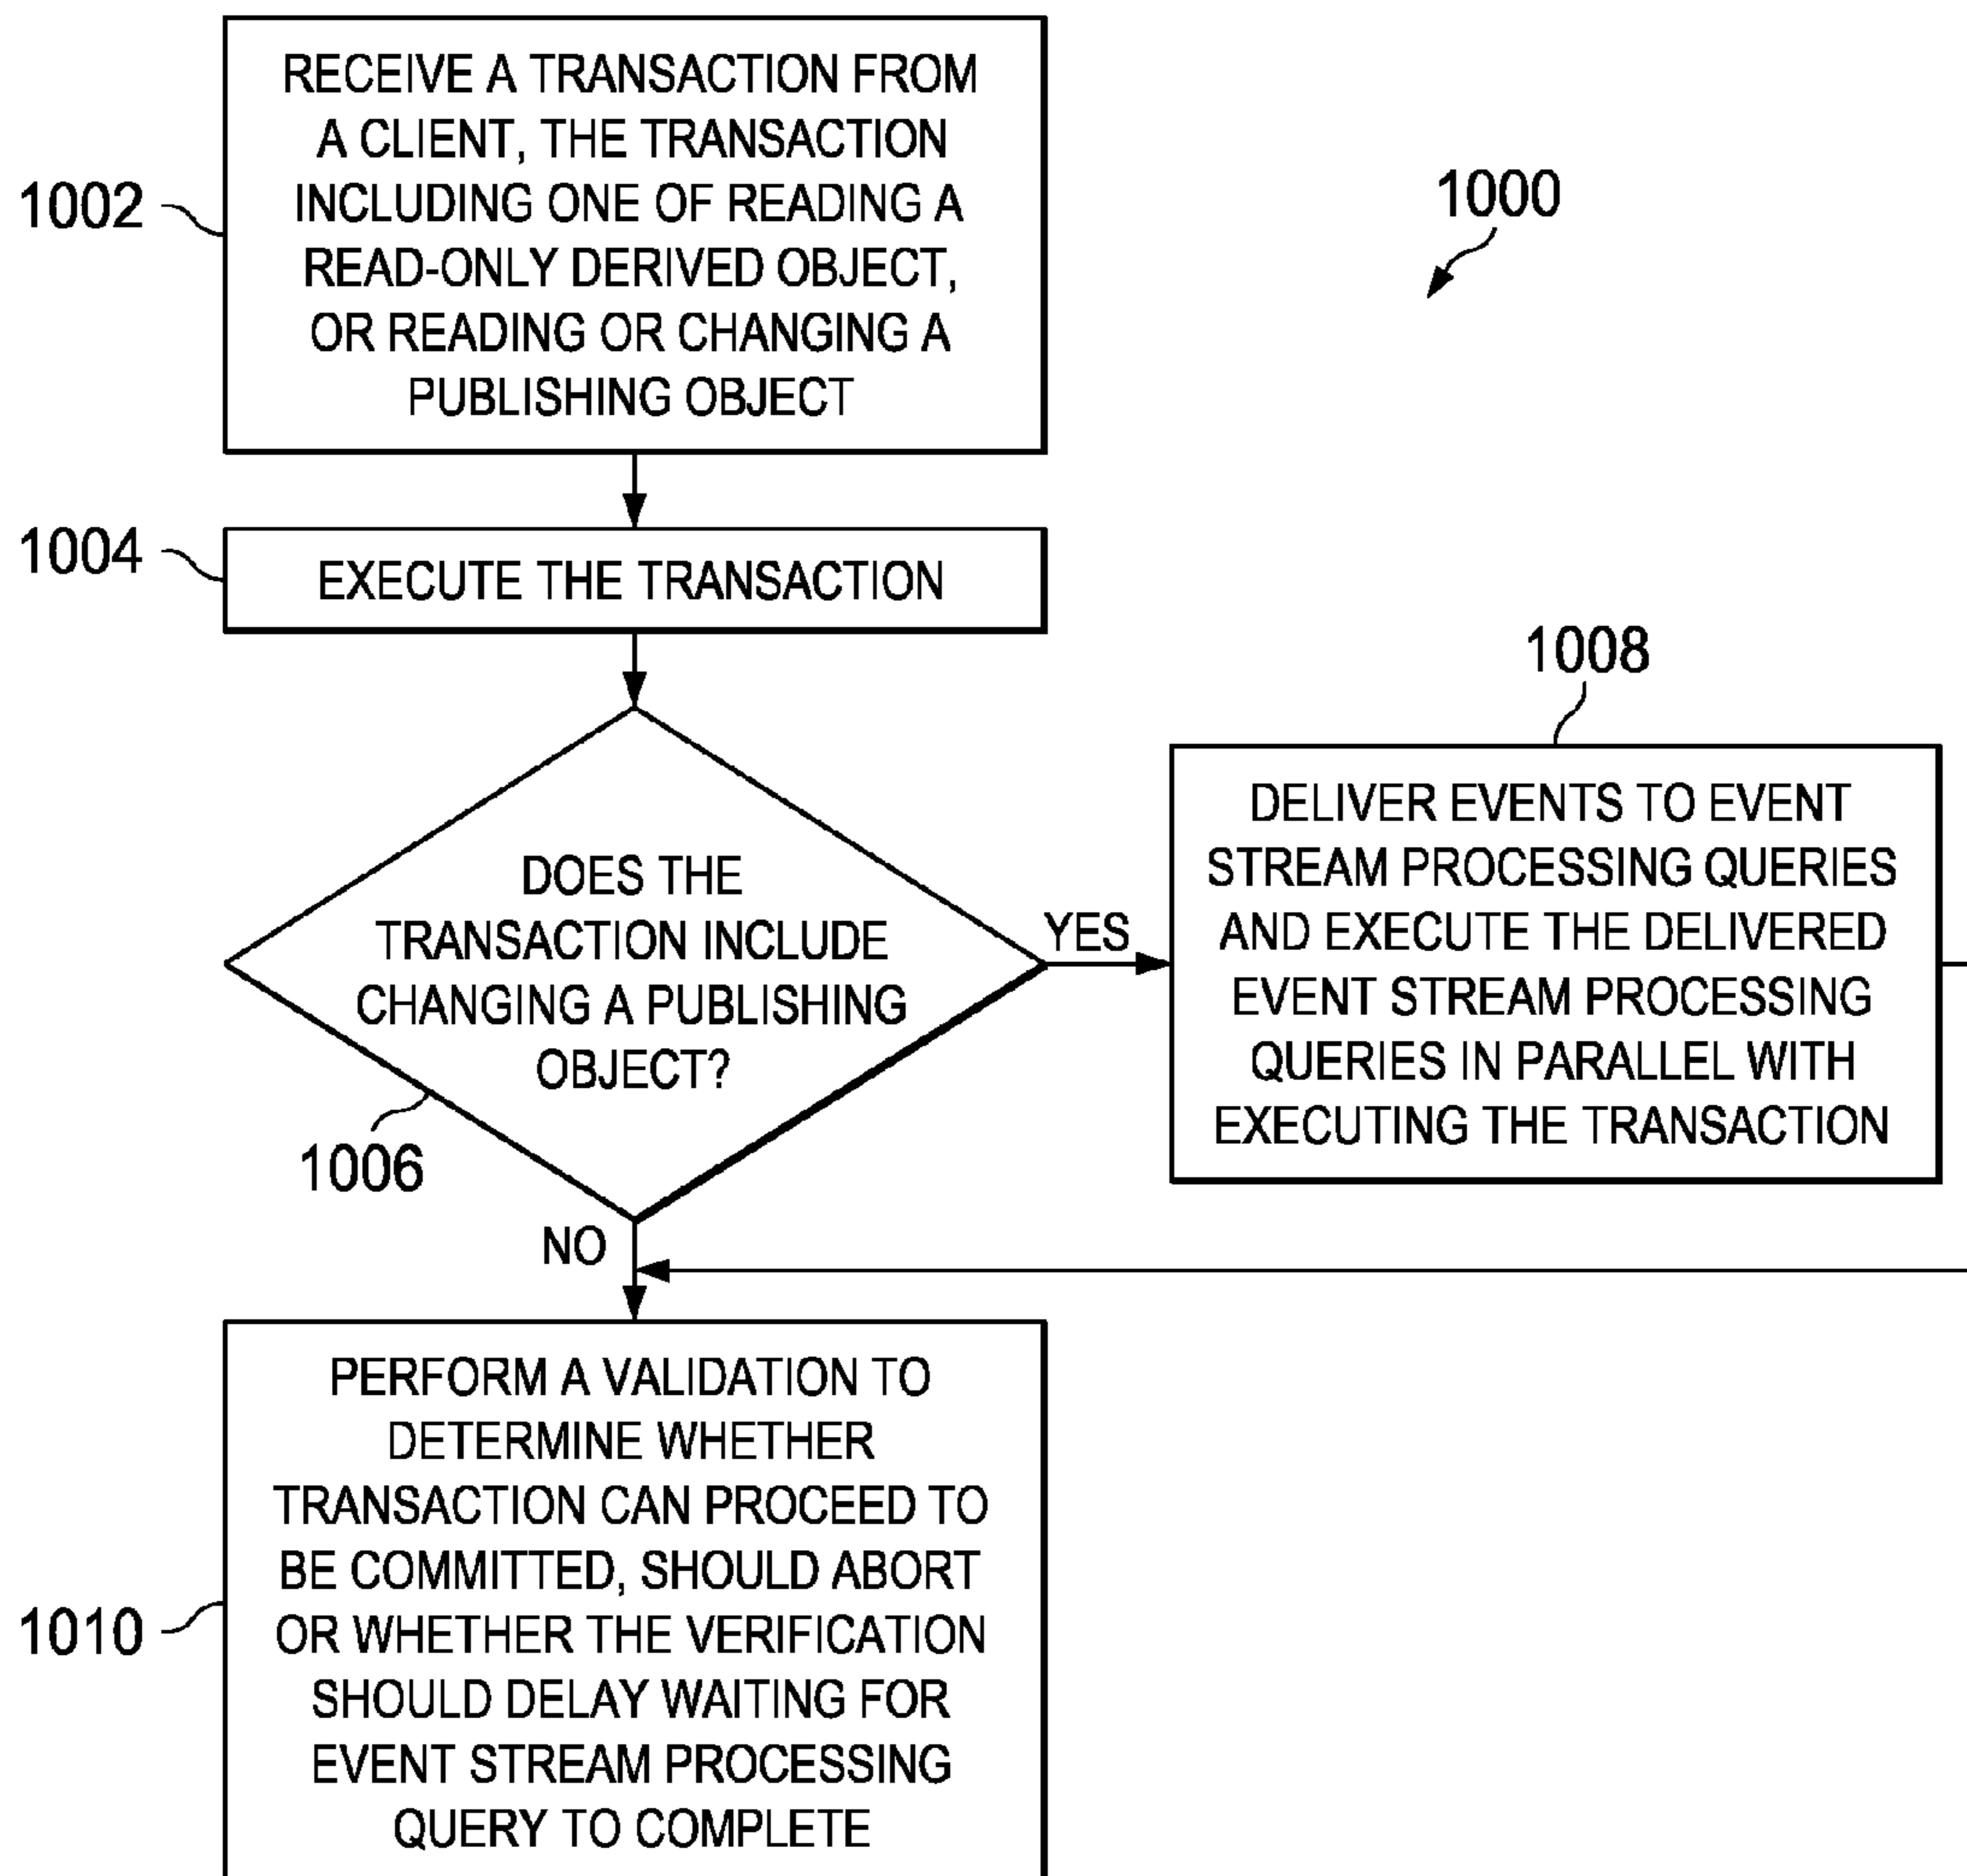 RECEIVE A TRANSACTION FROM
A CLIENT, THE TRANSACTION
INCLUDING ONE OF READING A
READ-ONLY DERIVED OBJECT,
OR READING OR CHANGING A
PUBLISHING OBJECT
1002
1000
1004
EXECUTE THE TRANSACTION
1008
DOES THE
TRANSACTION INCLUDE
CHANGING A PUBLISHING
OBJECT?
1006
YES
DELIVER EVENTS TO EVENT
STREAM PROCESSING QUERIES
AND EXECUTE THE DELIVERED
EVENT STREAM PROCESSING
QUERIES IN PARALLEL WITH
EXECUTING THE TRANSACTION
NO
PERFORM A VALIDATION TO
DETERMINE WHETHER
TRANSACTION CAN PROCEED TO
BE COMMITTED, SHOULD ABORT
OR WHETHER THE VERIFICATION
SHOULD DELAY WAITING FOR
EVENT STREAM PROCESSING
QUERY TO COMPLETE
1010